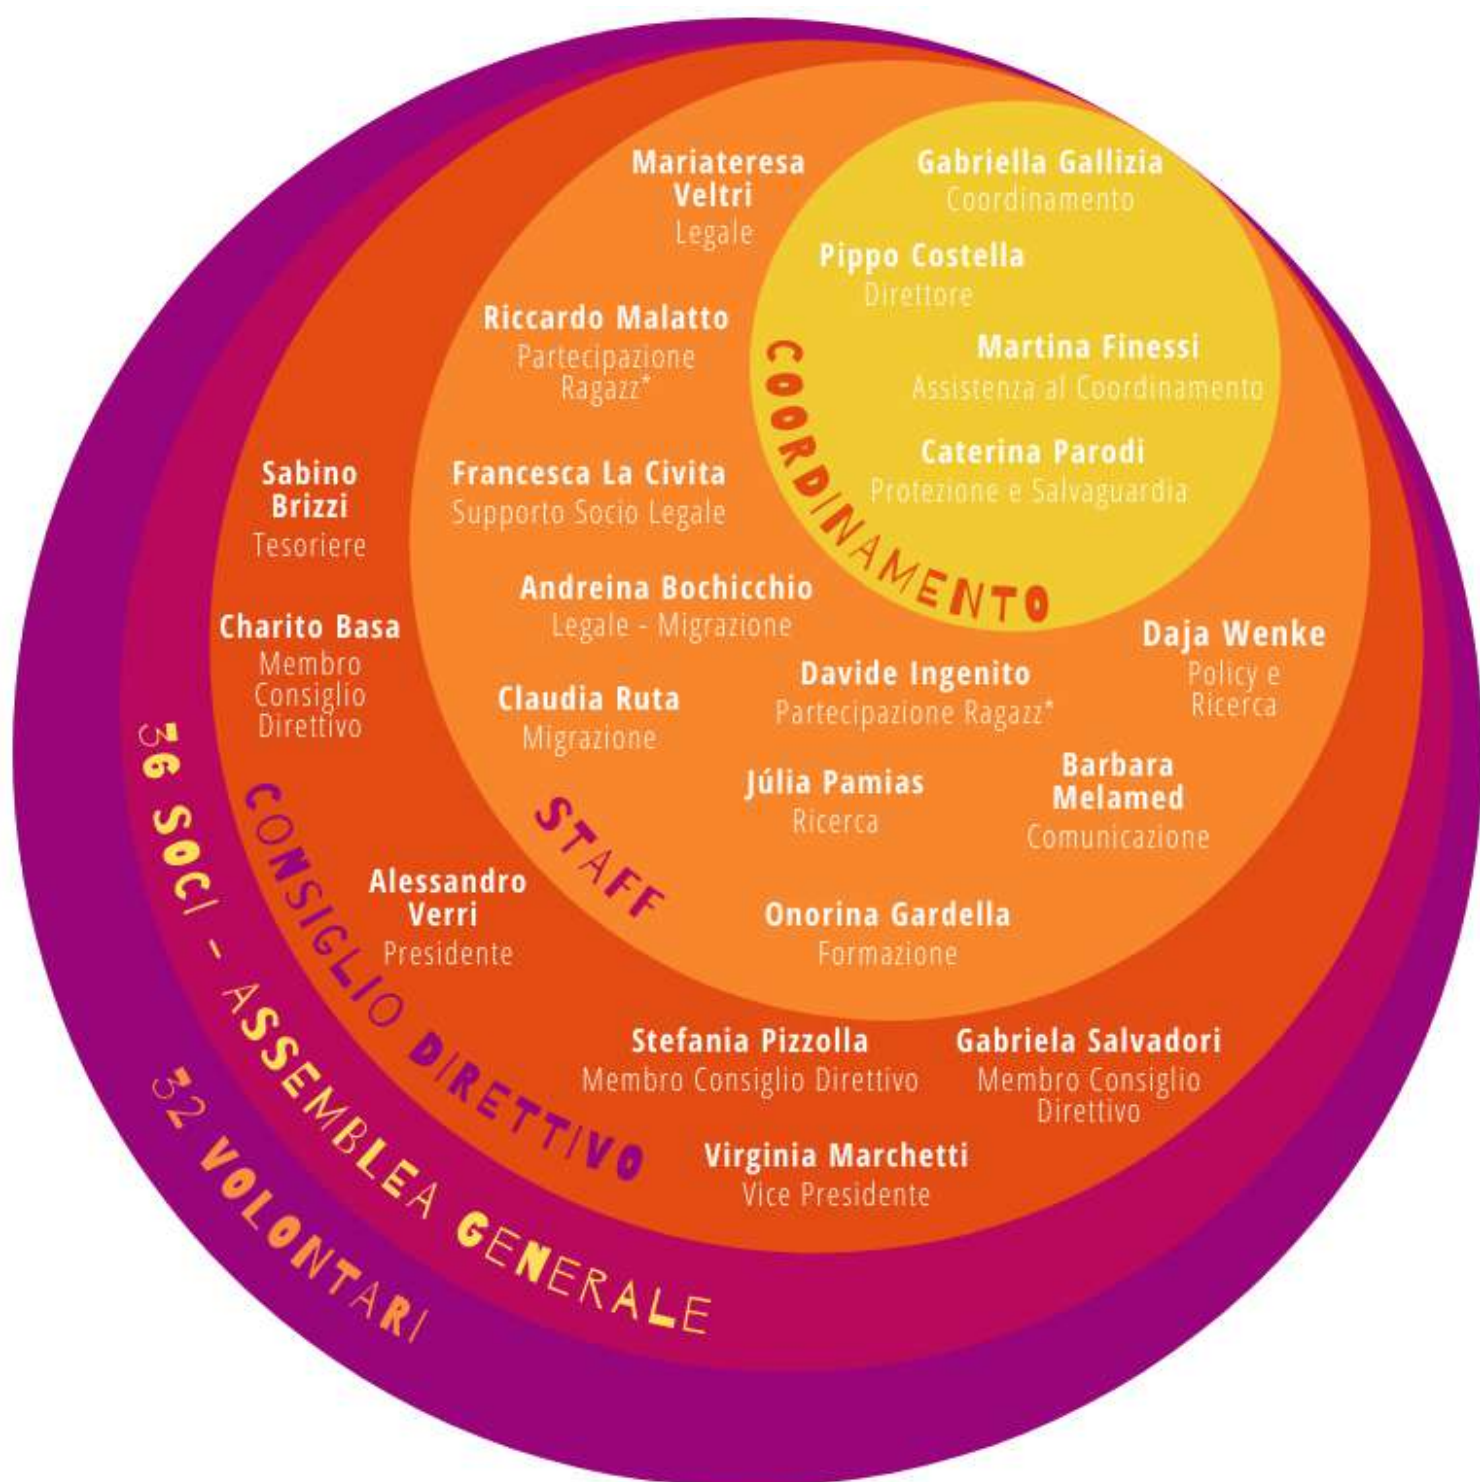 Gabriella Gallizia
Coordinamento
Pippo Costella
Direttore
Martina Finessi
Assistenza al Coordinamento
Caterina Parodi
Protezione e Salvaguardia
COORDINAMENTO
Mariateresa
Veltri
Legale
Riccardo Malatto
Partecipazione
Ragazz*
Francesca La Civita
Supporto Socio Legale
Andreina Bochicchio
Legale - Migrazione
Claudia Ruta
Migrazione
Davide Ingenito
Partecipazione Ragazz*
Daja Wenke
Policy e
Ricerca
Júlia Pamias
Ricerca
Barbara
Melamed
Comunicazione
Onorina Gardella
Formazione
STAFF
Sabino
Brizzi
Tesoriere
Charito Basa
Membro
Consiglio
Direttivo
Alessandro
Verri
Presidente
Stefania Pizzolla
Membro Consiglio Direttivo
Gabriela Salvadori
Membro Consiglio
Direttivo
Virginia Marchetti
Vice Presidente
CONSIGLIO DIRETTIVO
36 SOCI - ASSEMBLEA GENERALE
32 VOLONTARI